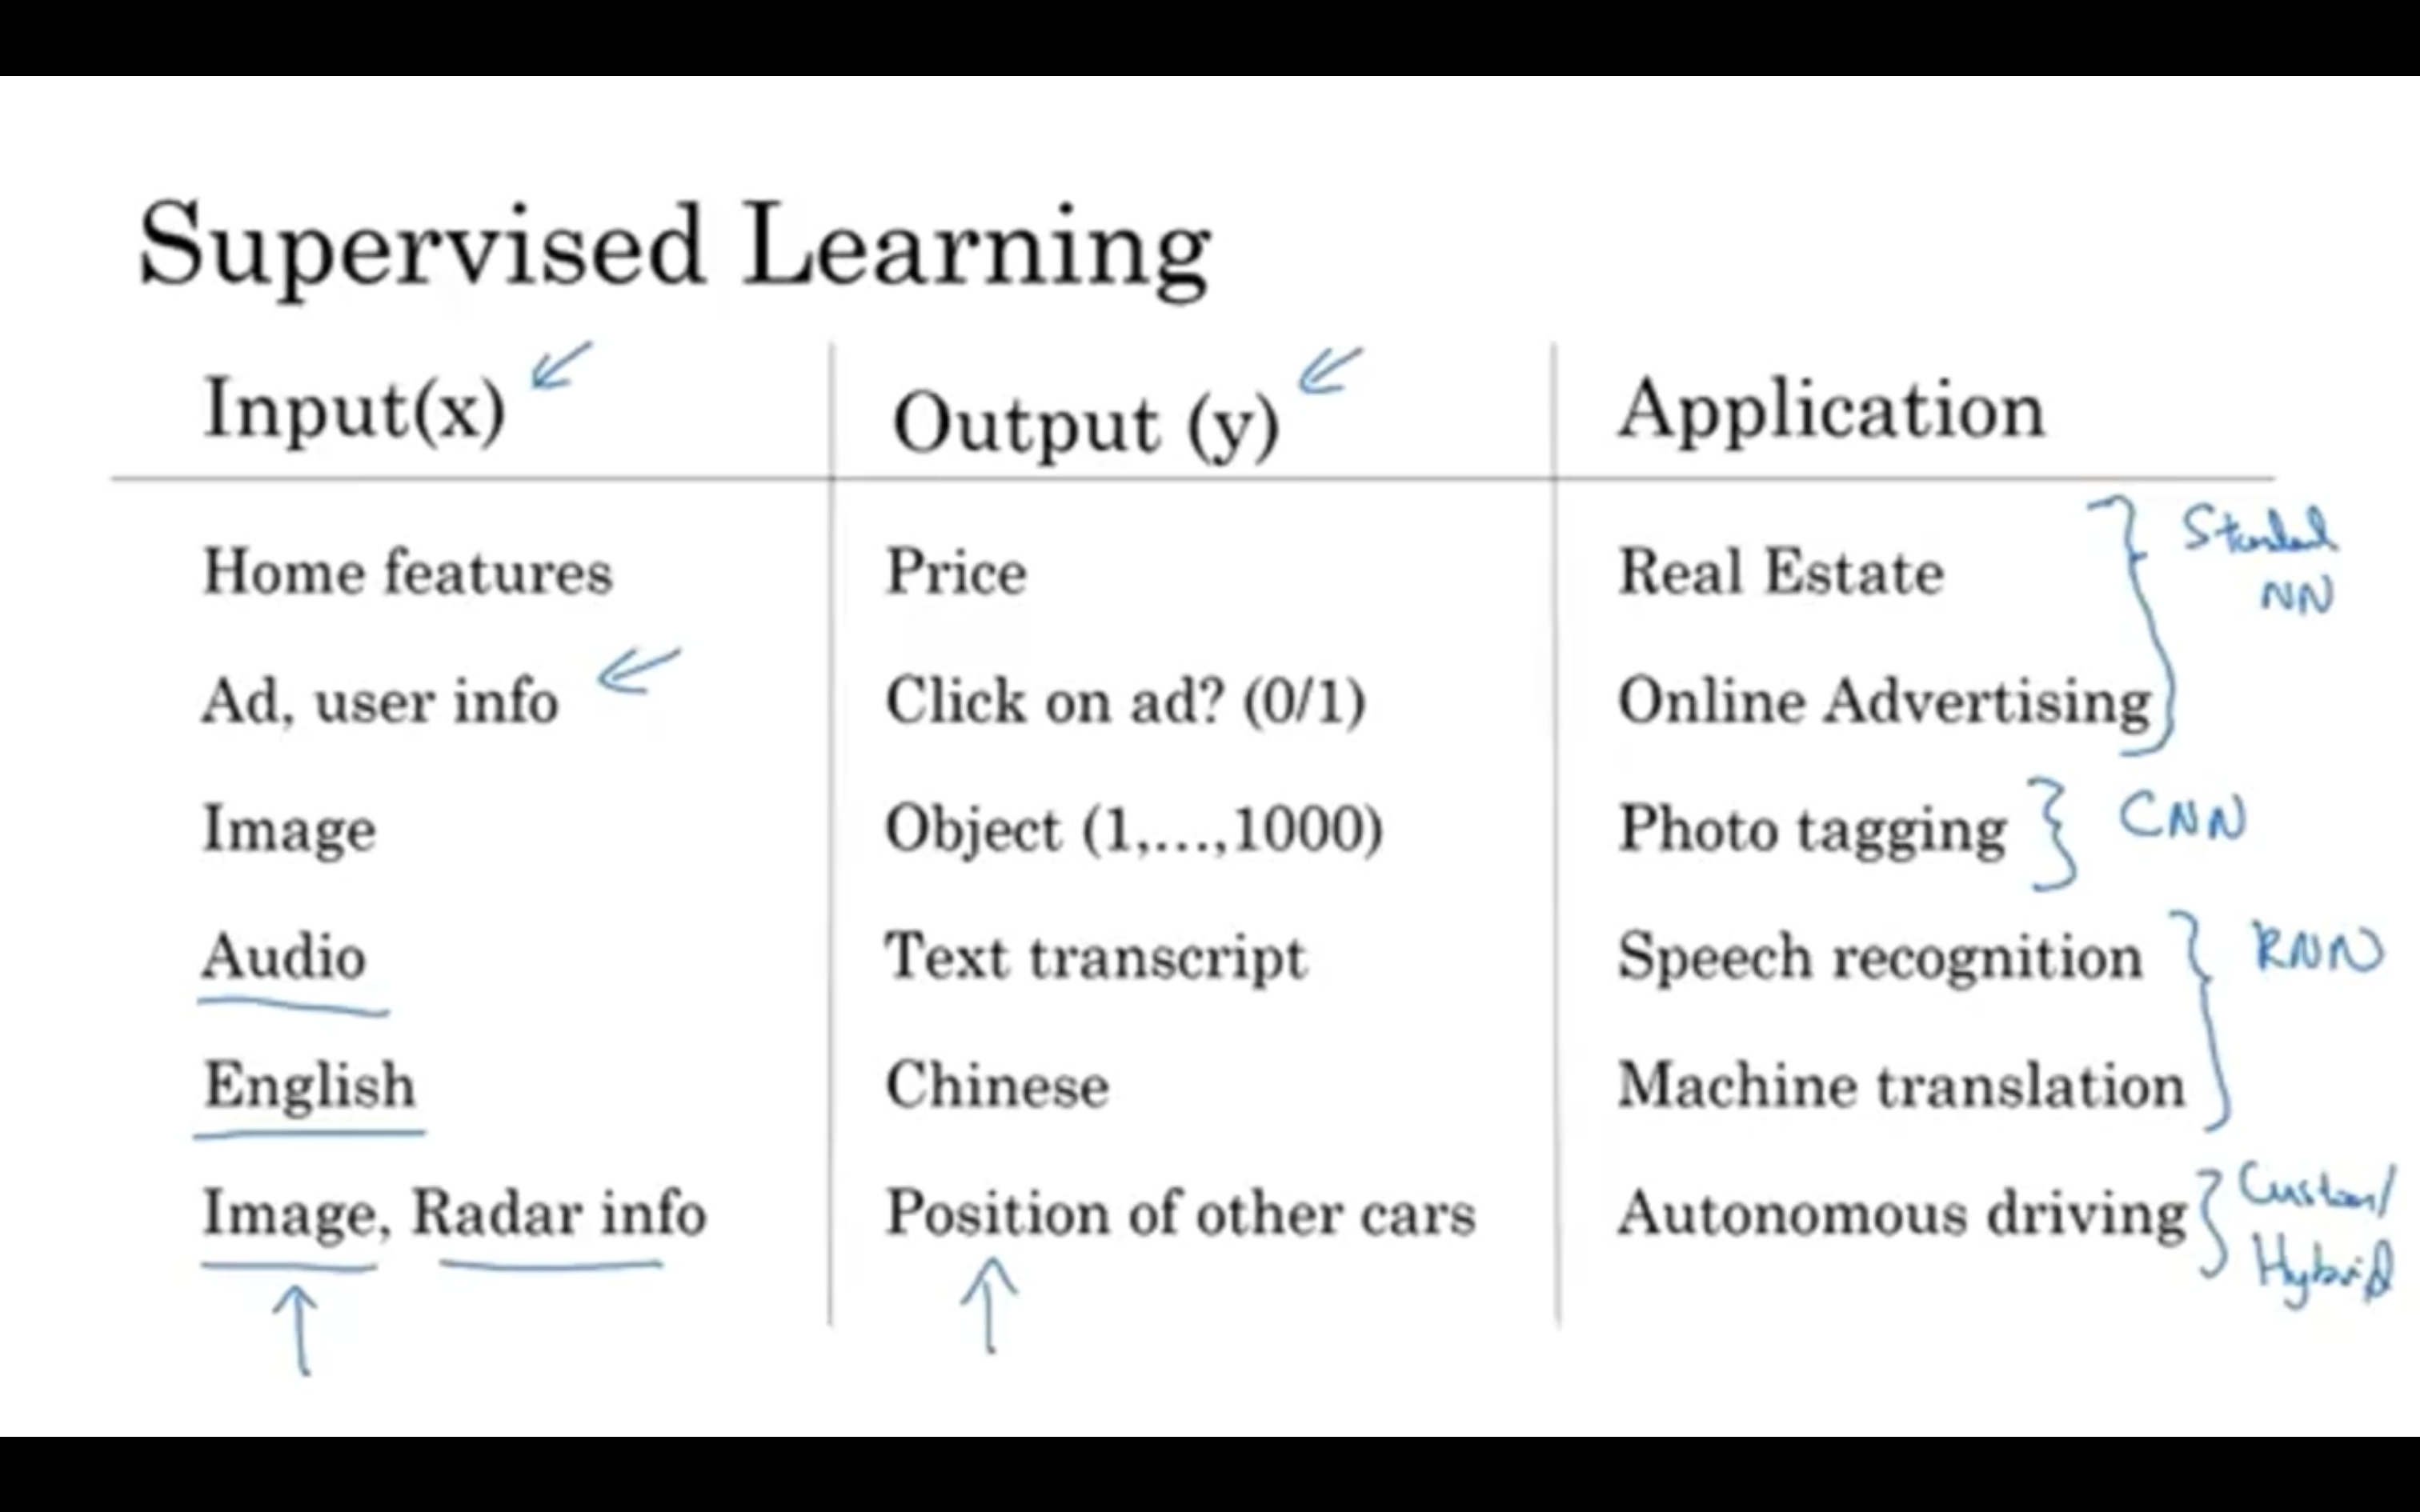 Supervised Learning
Input(x) Output (y) Application
Home features Price Real Estate Standard
NN
Ad, user info Click on ad? (0/1) Online Advertising
Image Object (1,...,1000) Photo tagging CNN
Audio Text transcript Speech recognition RNN
English Chinese Machine translation
Image, Radar info Position of other cars Autonomous driving Custom/
Hybrid